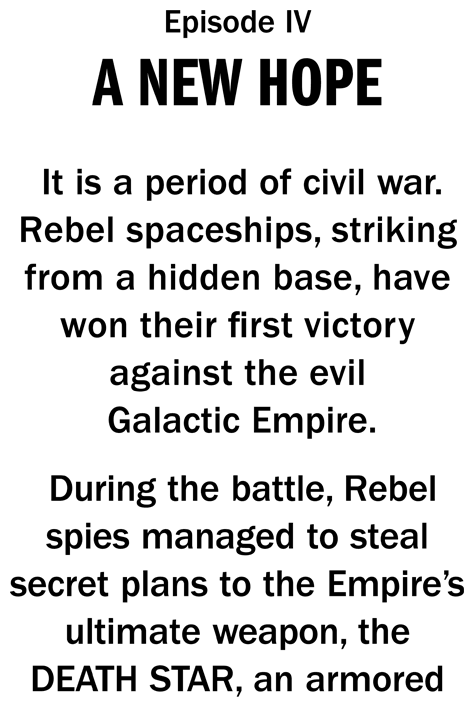 Episode IV
A NEW HOPE
It is a period of civil war.
Rebel spaceships, striking
from a hidden base, have
won their first victory
against the evil
Galactic Empire.
During the battle, Rebel
spies managed to steal
secret plans to the Empire’s
ultimate weapon, the
DEATH STAR, an armored